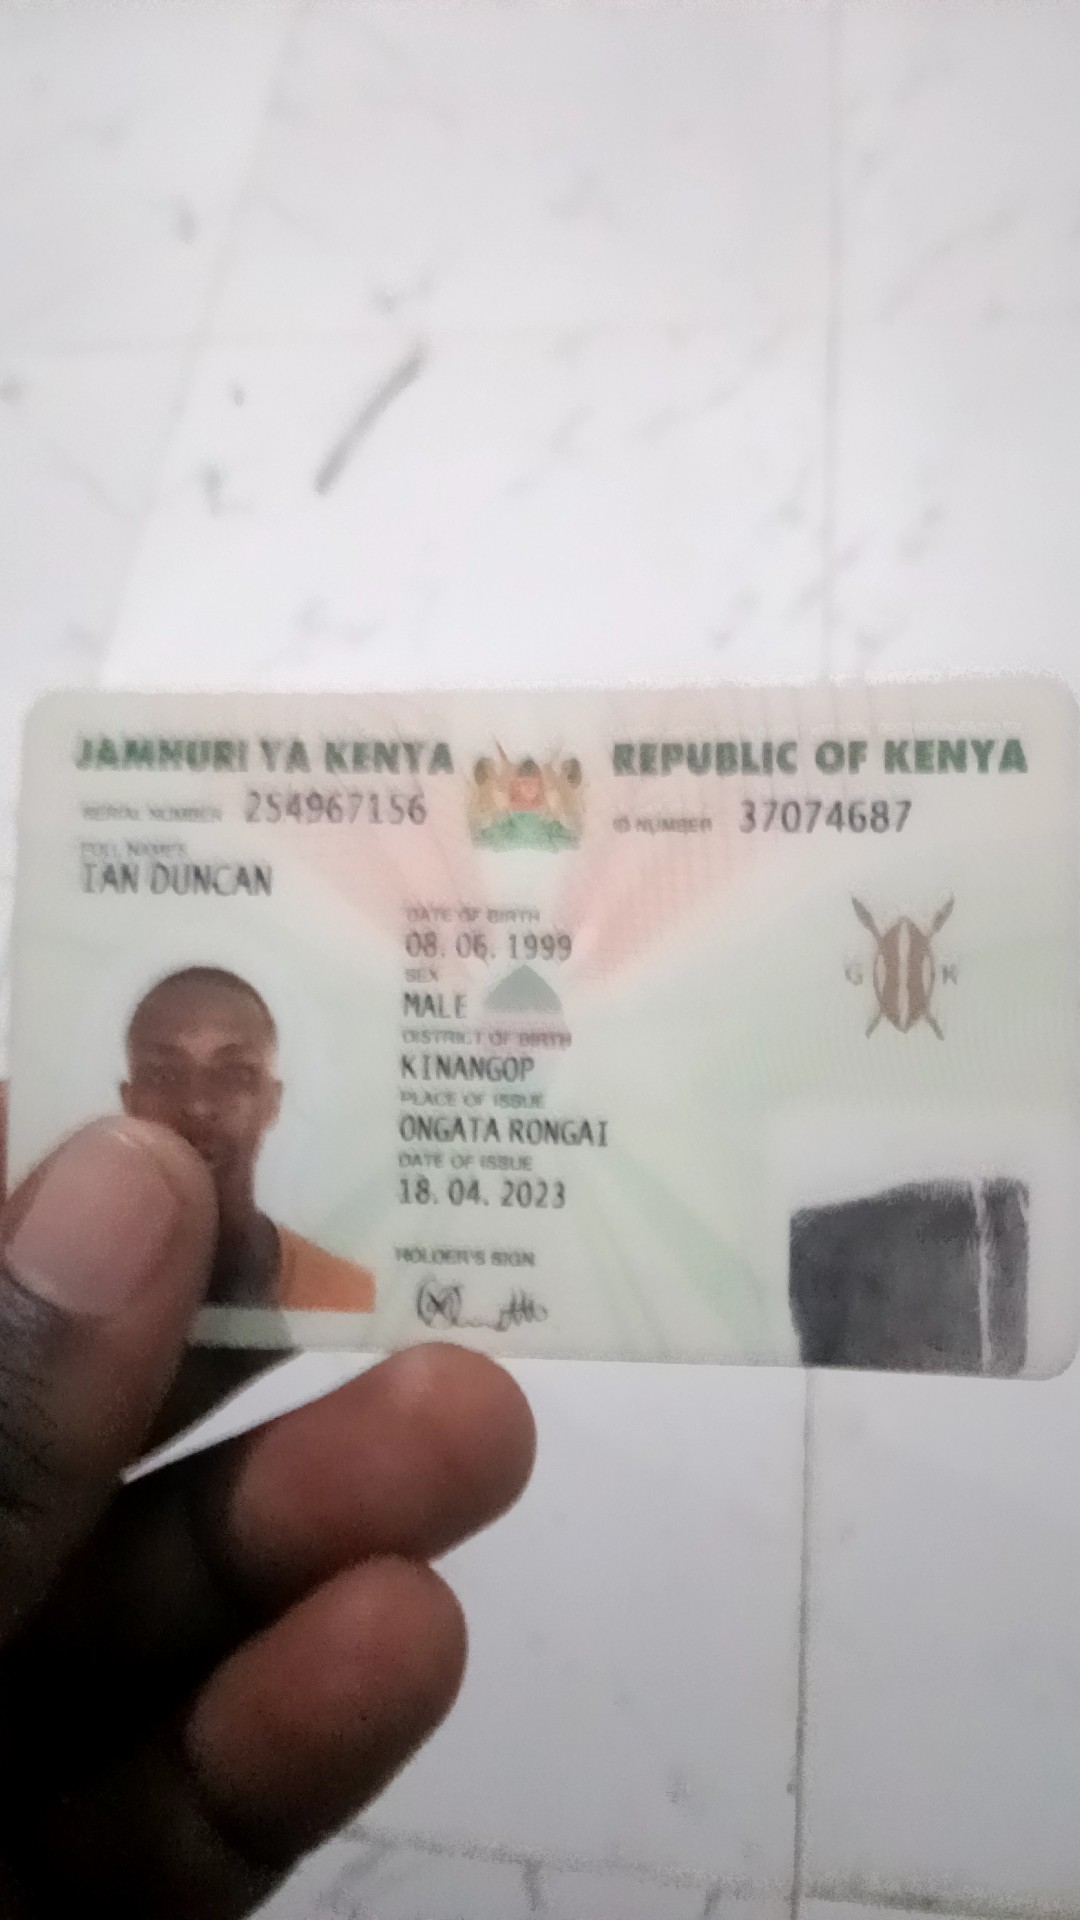 JAMHURI YA KENYA REPUBLIC OF KENYA
SERIAL NUMBER 254967156 ID NUMBER 37074687
FULL NAMES
IAN DUNCAN
DATE OF BIRTH
08. 06. 1999
SEX
MALE
DISTRICT OF BIRTH
KINANGOP
PLACE OF ISSUE
ONGATA RONGAI
DATE OF ISSUE
18. 04. 2023
HOLDER'S SIGN
G K